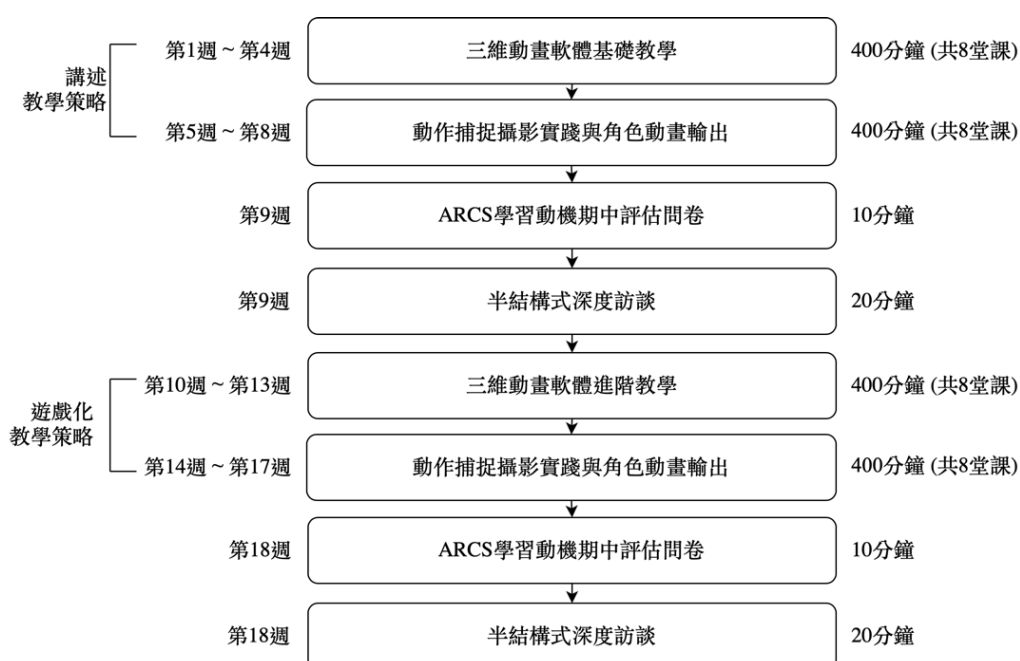 講述
教學策略
第1週 ~ 第4週
三維動畫軟體基礎教學
400分鐘 (共8堂課)
第5週 ~ 第8週
動作捕捉攝影實踐與角色動畫輸出
400分鐘 (共8堂課)
第9週
ARCS學習動機期中評估問卷
10分鐘
第9週
半結構式深度訪談
20分鐘
遊戲化
教學策略
第10週 ~ 第13週
三維動畫軟體進階教學
400分鐘 (共8堂課)
第14週 ~ 第17週
動作捕捉攝影實踐與角色動畫輸出
400分鐘 (共8堂課)
第18週
ARCS學習動機期中評估問卷
10分鐘
第18週
半結構式深度訪談
20分鐘